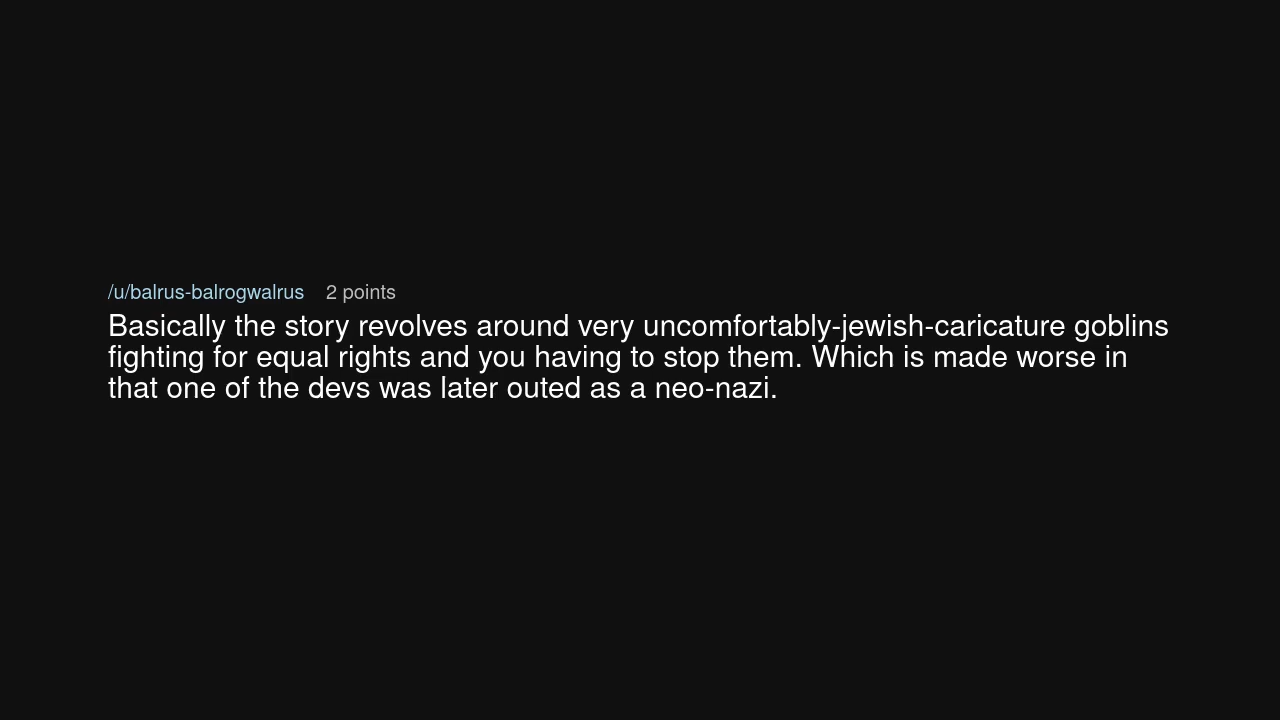 /u/balrus-balrogwalrus 2 points
Basically the story revolves around very uncomfortably-jewish-caricature goblins
fighting for equal rights and you having to stop them. Which is made worse in
that one of the devs was later outed as a neo-nazi.